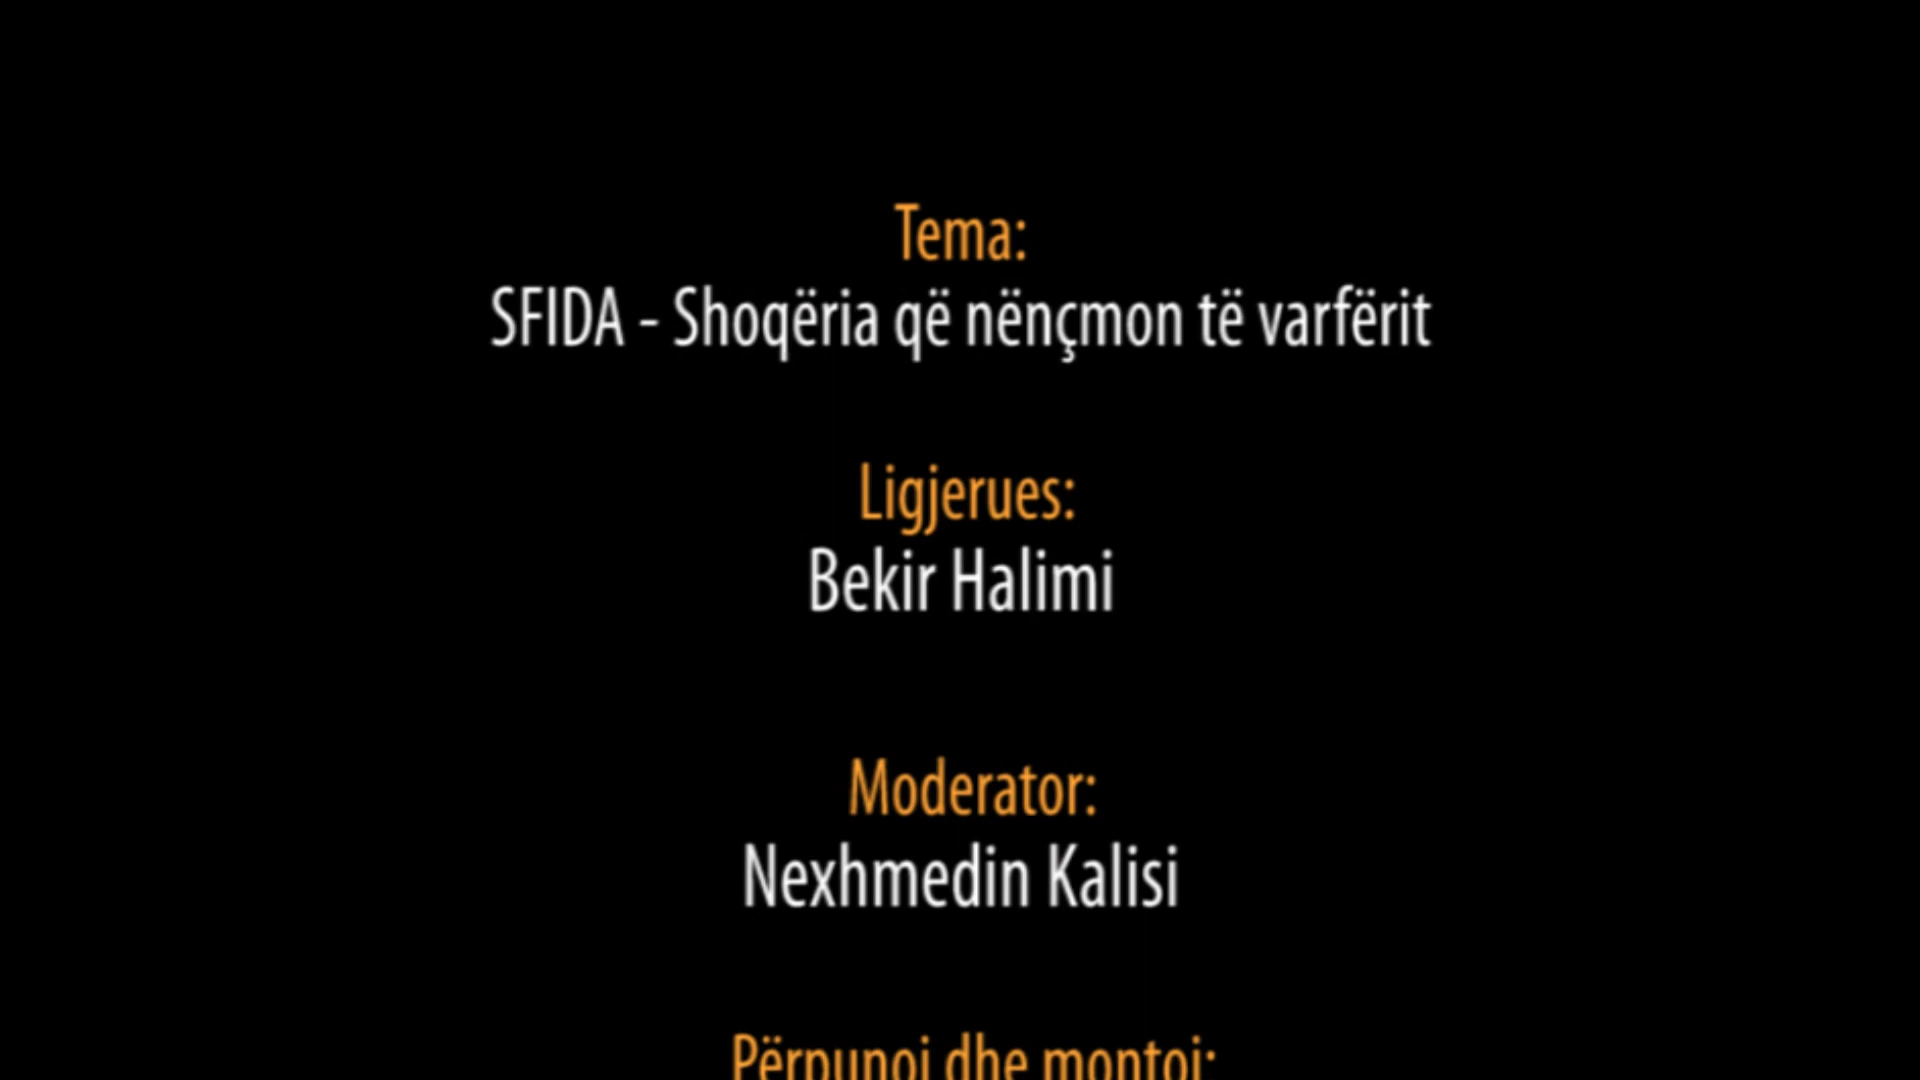 Tema:
SFIDA - Shoqëria që nënçmon të varfërit
Ligjerues:
Bekir Halimi
Moderator:
Nexhmedin Kalisi
Përpunoi dhe montoi: